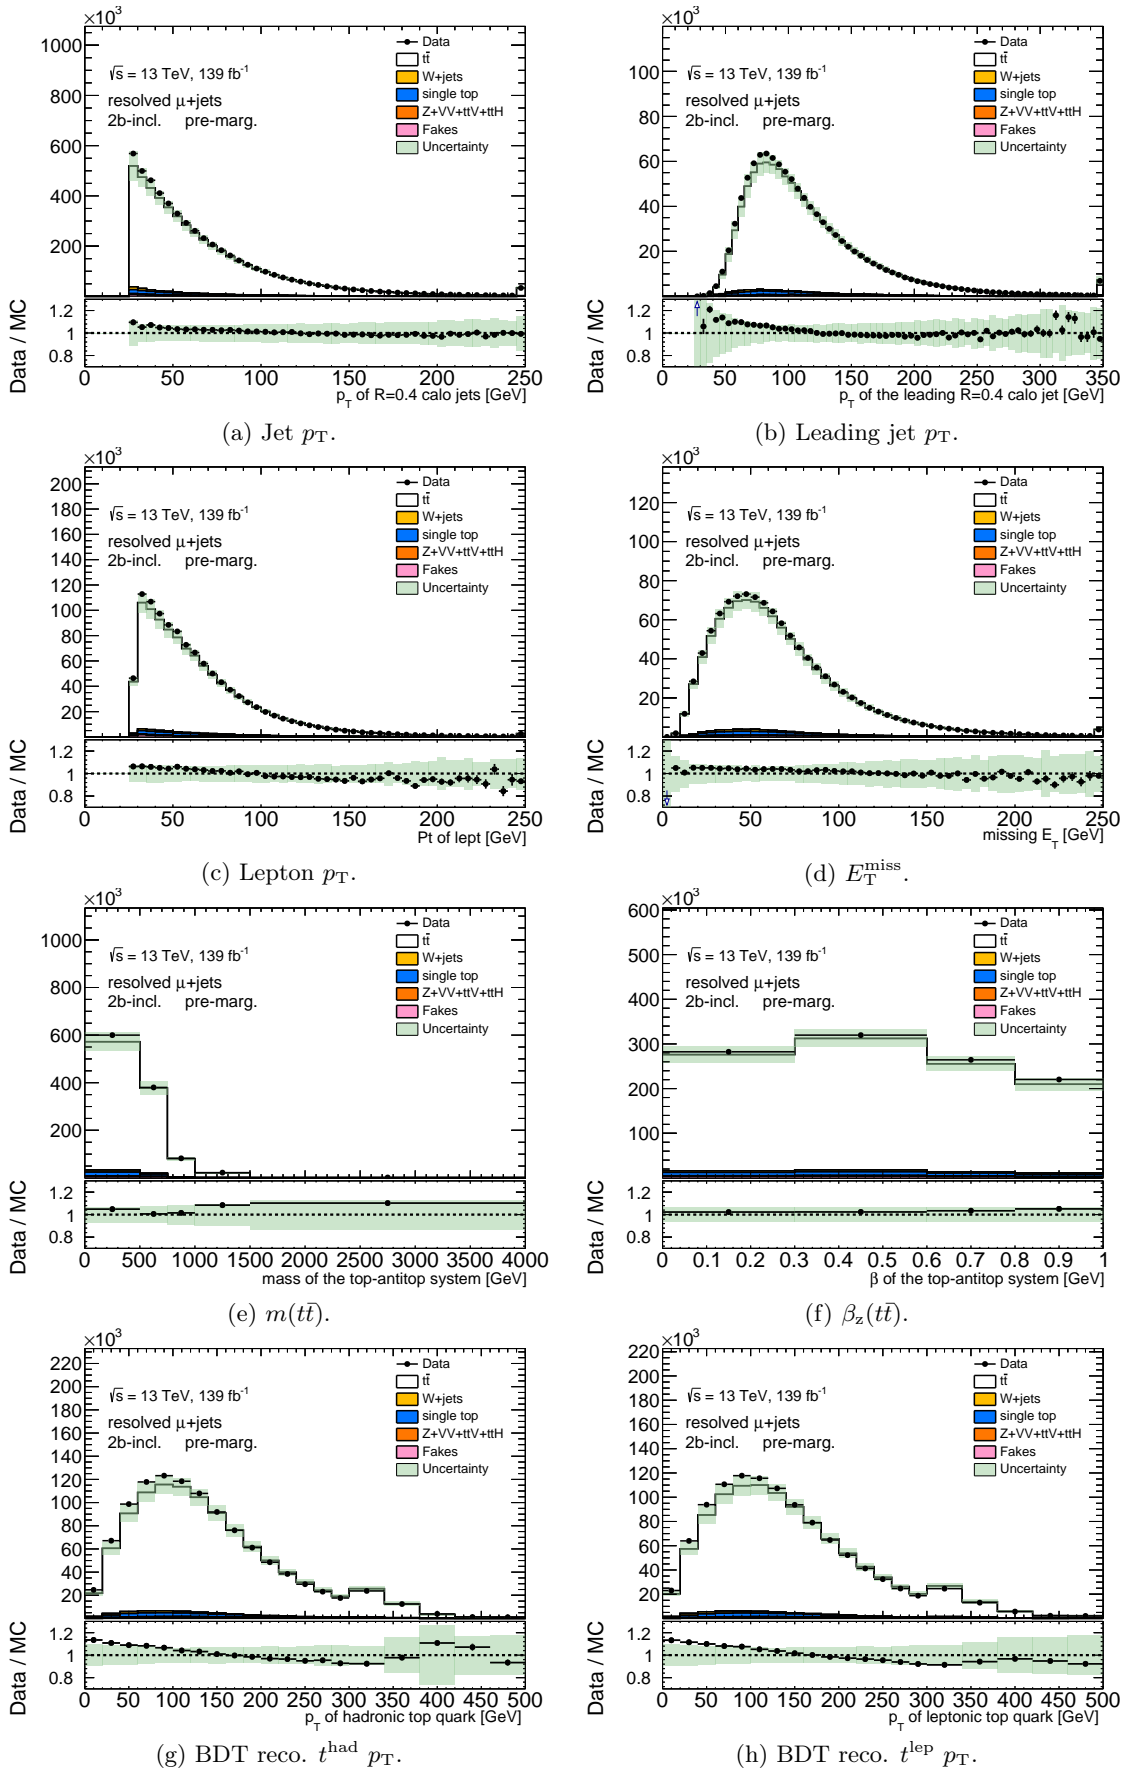 ×10³
1000
800
600
400
200
√s = 13 TeV, 139 fb⁻¹
resolved μ+jets
2b-incl. pre-marg.
Data
tt̄
W+jets
single top
Z+VV+ttV+ttH
Fakes
Uncertainty
Data / MC
1.2
1
0.8
0 50 100 150 200 250
p_T of R=0.4 calo jets [GeV]
(a) Jet p_T.
×10³
120
100
80
60
40
20
√s = 13 TeV, 139 fb⁻¹
resolved μ+jets
2b-incl. pre-marg.
Data
tt̄
W+jets
single top
Z+VV+ttV+ttH
Fakes
Uncertainty
Data / MC
1.2
1
0.8
0 50 100 150 200 250 300 350
p_T of the leading R=0.4 calo jet [GeV]
(b) Leading jet p_T.
×10³
200
180
160
140
120
100
80
60
40
20
√s = 13 TeV, 139 fb⁻¹
resolved μ+jets
2b-incl. pre-marg.
Data
tt̄
W+jets
single top
Z+VV+ttV+ttH
Fakes
Uncertainty
Data / MC
1.2
1
0.8
0 50 100 150 200 250
Pt of lept [GeV]
(c) Lepton p_T.
×10³
120
100
80
60
40
20
√s = 13 TeV, 139 fb⁻¹
resolved μ+jets
2b-incl. pre-marg.
Data
tt̄
W+jets
single top
Z+VV+ttV+ttH
Fakes
Uncertainty
Data / MC
1.2
1
0.8
0 50 100 150 200 250
missing E_T [GeV]
(d) E_T^miss.
×10³
1000
800
600
400
200
√s = 13 TeV, 139 fb⁻¹
resolved μ+jets
2b-incl. pre-marg.
Data
tt̄
W+jets
single top
Z+VV+ttV+ttH
Fakes
Uncertainty
Data / MC
1.2
1
0.8
0 500 1000 1500 2000 2500 3000 3500 4000
mass of the top-antitop system [GeV]
(e) m(tt̄).
×10³
600
500
400
300
200
100
√s = 13 TeV, 139 fb⁻¹
resolved μ+jets
2b-incl. pre-marg.
Data
tt̄
W+jets
single top
Z+VV+ttV+ttH
Fakes
Uncertainty
Data / MC
1.2
1
0.8
0 0.1 0.2 0.3 0.4 0.5 0.6 0.7 0.8 0.9 1
β of the top-antitop system [GeV]
(f) β_z(tt̄).
×10³
220
200
180
160
140
120
100
80
60
40
20
√s = 13 TeV, 139 fb⁻¹
resolved μ+jets
2b-incl. pre-marg.
Data
tt̄
W+jets
single top
Z+VV+ttV+ttH
Fakes
Uncertainty
Data / MC
1.2
1
0.8
0 50 100 150 200 250 300 350 400 450 500
p_T of hadronic top quark [GeV]
(g) BDT reco. t^had p_T.
×10³
220
200
180
160
140
120
100
80
60
40
20
√s = 13 TeV, 139 fb⁻¹
resolved μ+jets
2b-incl. pre-marg.
Data
tt̄
W+jets
single top
Z+VV+ttV+ttH
Fakes
Uncertainty
Data / MC
1.2
1
0.8
0 50 100 150 200 250 300 350 400 450 500
p_T of leptonic top quark [GeV]
(h) BDT reco. t^lep p_T.